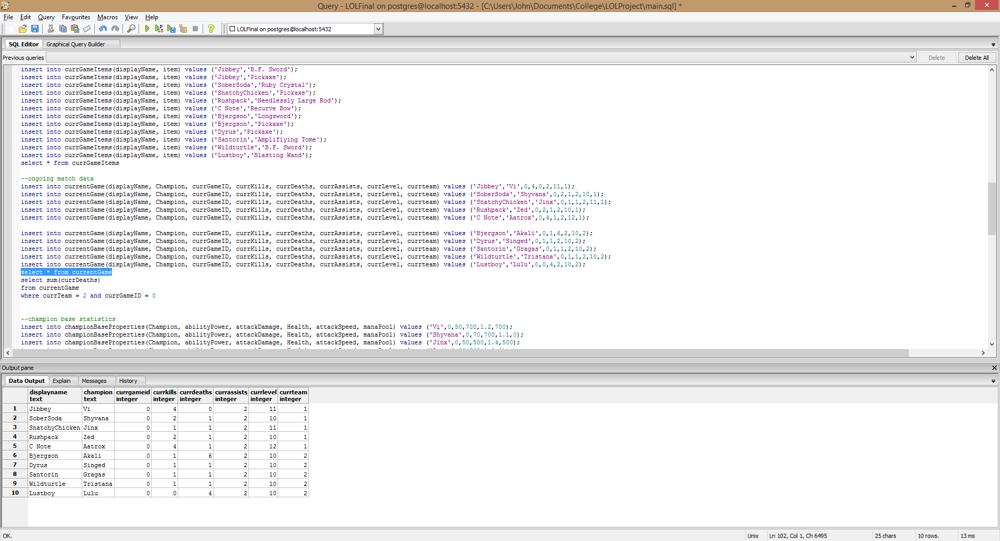 Query - LOLFinal on postgres@localhost:5432 - [C:\Users\John\Documents\College\LOLProject\main.sql] *
File Edit Query Favourites Macros View Help
LOLFinal on postgres@localhost:5432
SQL Editor Graphical Query Builder
Previous queries Delete Delete All
insert into currGameItems(displayName, item) values ('Jibbey','B.F. Sword');
insert into currGameItems(displayName, item) values ('Jibbey','Pickaxe');
insert into currGameItems(displayName, item) values ('SoberSoda','Ruby Crystal');
insert into currGameItems(displayName, item) values ('SnatchyChicken','Pickaxe');
insert into currGameItems(displayName, item) values ('Rushpack','Needlessly Large Rod');
insert into currGameItems(displayName, item) values ('C Note','Recurve Bow');
insert into currGameItems(displayName, item) values ('Bjergson','Longsword');
insert into currGameItems(displayName, item) values ('Bjergson','Pickaxe');
insert into currGameItems(displayName, item) values ('Dyrus','Pickaxe');
insert into currGameItems(displayName, item) values ('Santorin','Amplifiying Tome');
insert into currGameItems(displayName, item) values ('Wildturtle','B.F. Sword');
insert into currGameItems(displayName, item) values ('Lustboy','Blasting Wand');
select * from currGameItems
--ongoing match data
insert into currentGame(displayName, Champion, currGameID, currKills, currDeaths, currAssists, currLevel, currteam) values ('Jibbey','Vi',0,4,0,2,11,1);
insert into currentGame(displayName, Champion, currGameID, currKills, currDeaths, currAssists, currLevel, currteam) values ('SoberSoda','Shyvana',0,2,1,2,10,1);
insert into currentGame(displayName, Champion, currGameID, currKills, currDeaths, currAssists, currLevel, currteam) values ('SnatchyChicken','Jinx',0,1,1,2,11,1);
insert into currentGame(displayName, Champion, currGameID, currKills, currDeaths, currAssists, currLevel, currteam) values ('Rushpack','Zed',0,2,1,2,10,1);
insert into currentGame(displayName, Champion, currGameID, currKills, currDeaths, currAssists, currLevel, currteam) values ('C Note','Aatrox',0,4,1,2,12,1);
insert into currentGame(displayName, Champion, currGameID, currKills, currDeaths, currAssists, currLevel, currteam) values ('Bjergson','Akali',0,1,6,2,10,2);
insert into currentGame(displayName, Champion, currGameID, currKills, currDeaths, currAssists, currLevel, currteam) values ('Dyrus','Singed',0,1,1,2,10,2);
insert into currentGame(displayName, Champion, currGameID, currKills, currDeaths, currAssists, currLevel, currteam) values ('Santorin','Gragas',0,1,1,2,10,2);
insert into currentGame(displayName, Champion, currGameID, currKills, currDeaths, currAssists, currLevel, currteam) values ('Wildturtle','Tristana',0,1,1,2,10,2);
insert into currentGame(displayName, Champion, currGameID, currKills, currDeaths, currAssists, currLevel, currteam) values ('Lustboy','Lulu',0,0,4,2,10,2);
select * from currentGame
select sum(currDeaths)
from currentGame
where currTeam = 2 and currGameID = 0
--champion base statistics
insert into championBaseProperties(Champion, abilityPower, attackDamage, Health, attackSpeed, manaPool) values ('Vi',0,50,700,1.2,700);
insert into championBaseProperties(Champion, abilityPower, attackDamage, Health, attackSpeed, manaPool) values ('Shyvana',0,70,700,1.1,0);
insert into championBaseProperties(Champion, abilityPower, attackDamage, Health, attackSpeed, manaPool) values ('Jinx',0,50,500,1.4,500);
Output pane
Data Output Explain Messages History
displayname champion currgameid currkills currdeaths currassists currlevel currteam
text text integer integer integer integer integer integer
1 Jibbey Vi 0 4 0 2 11 1
2 SoberSoda Shyvana 0 2 1 2 10 1
3 SnatchyChicken Jinx 0 1 1 2 11 1
4 Rushpack Zed 0 2 1 2 10 1
5 C Note Aatrox 0 4 1 2 12 1
6 Bjergson Akali 0 1 6 2 10 2
7 Dyrus Singed 0 1 1 2 10 2
8 Santorin Gragas 0 1 1 2 10 2
9 Wildturtle Tristana 0 1 1 2 10 2
10 Lustboy Lulu 0 0 4 2 10 2
OK. Unix Ln 102, Col 1, Ch 6495 25 chars 10 rows. 13 ms